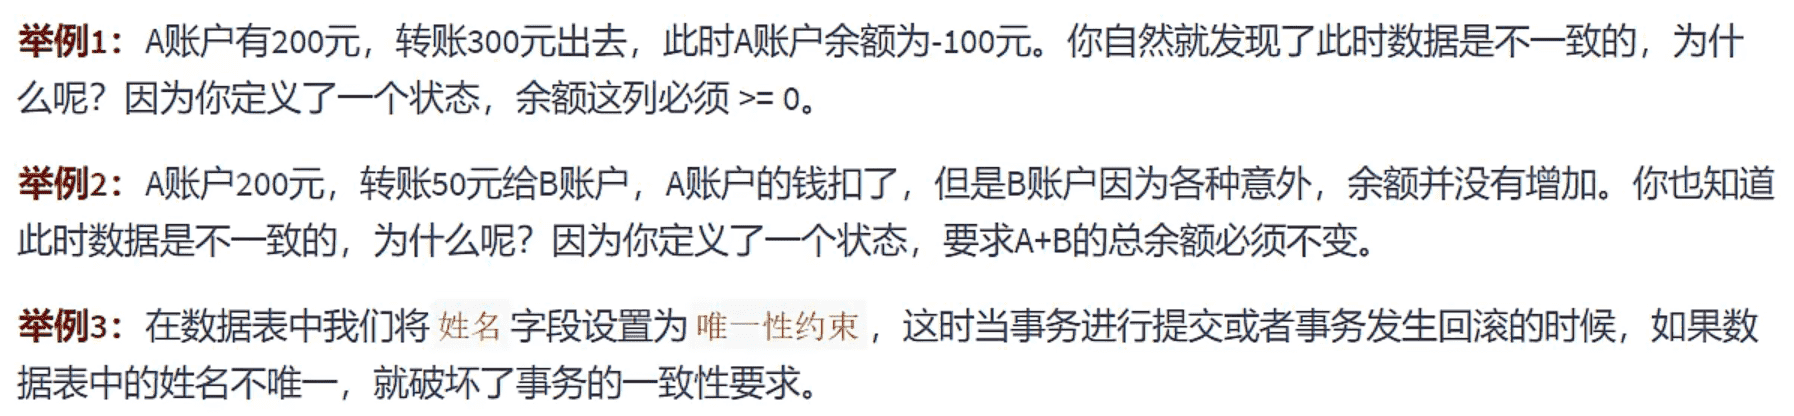 举例1：A账户有200元，转账300元出去，此时A账户余额为-100元。你自然就发现了此时数据是不一致的，为什
么呢？因为你定义了一个状态，余额这列必须 >= 0。
举例2：A账户200元，转账50元给B账户，A账户的钱扣了，但是B账户因为各种意外，余额并没有增加。你也知道
此时数据是不一致的，为什么呢？因为你定义了一个状态，要求A+B的总余额必须不变。
举例3：在数据表中我们将 姓名 字段设置为 唯一性约束 ，这时当事务进行提交或者事务发生回滚的时候，如果数
据表中的姓名不唯一，就破坏了事务的一致性要求。